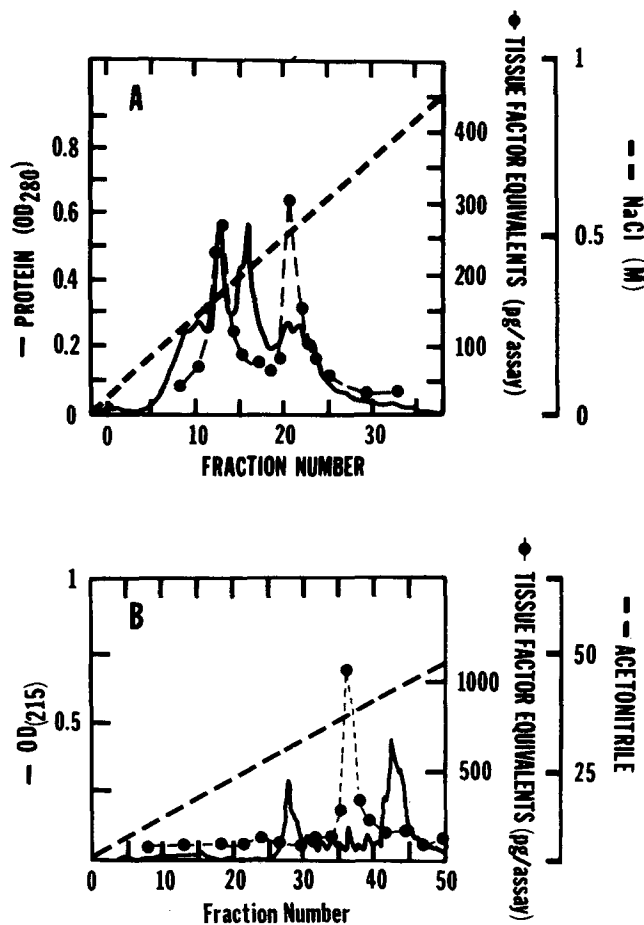 A
— PROTEIN (OD280)
0.8
0.6
0.4
0.2
0
400
300
200
100
TISSUE FACTOR EQUIVALENTS (pg/assay)
1
0.5
0
-- NaCl (M)
0 10 20 30
FRACTION NUMBER
B
— OD(215)
1
0.5
1000
500
TISSUE FACTOR EQUIVALENTS (pg/assay)
50
25
-- ACETONITRILE
0 10 20 30 40 50
Fraction Number